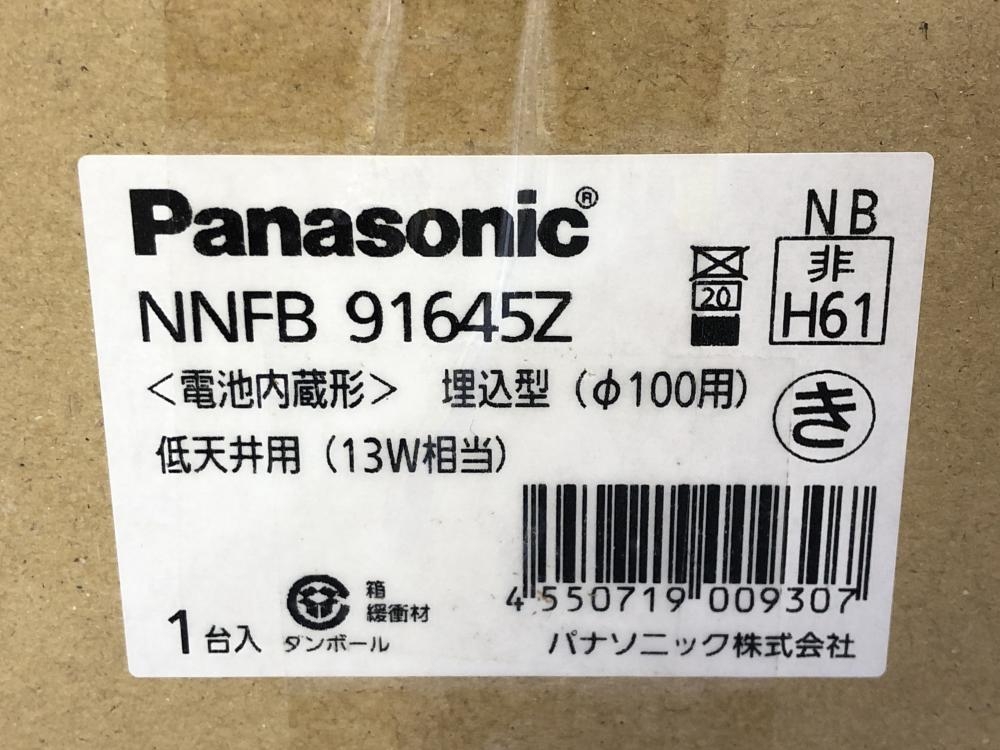 Panasonic®
NNFB 91645Z
20
NB
非
H61
<電池内蔵形> 埋込型(φ100用)
き
低天井用(13W相当)
4 550719 009307
1台入
箱
緩衝材
ダンボール
パナソニック株式会社